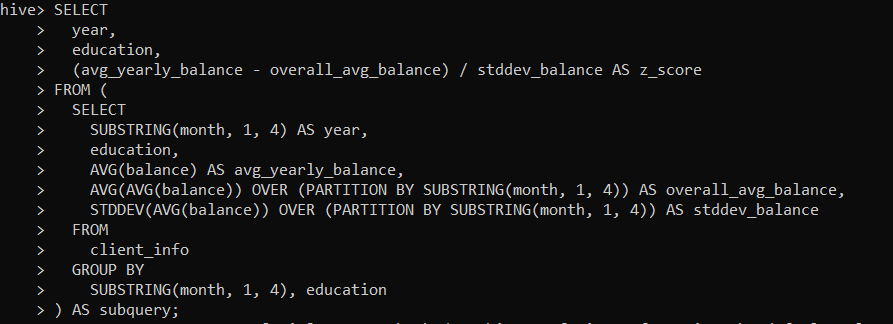 hive> SELECT
    >   year,
    >   education,
    >   (avg_yearly_balance - overall_avg_balance) / stddev_balance AS z_score
    > FROM (
    >   SELECT
    >     SUBSTRING(month, 1, 4) AS year,
    >     education,
    >     AVG(balance) AS avg_yearly_balance,
    >     AVG(AVG(balance)) OVER (PARTITION BY SUBSTRING(month, 1, 4)) AS overall_avg_balance,
    >     STDDEV(AVG(balance)) OVER (PARTITION BY SUBSTRING(month, 1, 4)) AS stddev_balance
    >   FROM
    >     client_info
    >   GROUP BY
    >     SUBSTRING(month, 1, 4), education
    > ) AS subquery;